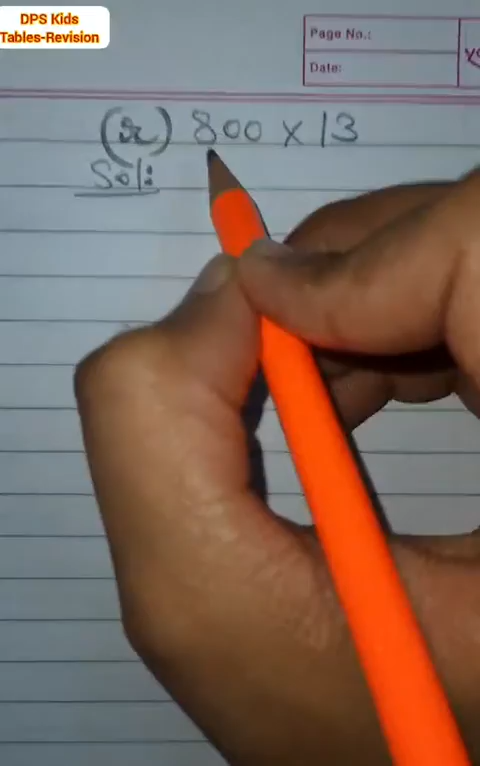 DPS Kids
Tables-Revision
Page No.:
Date:
800 × 13
Sol: